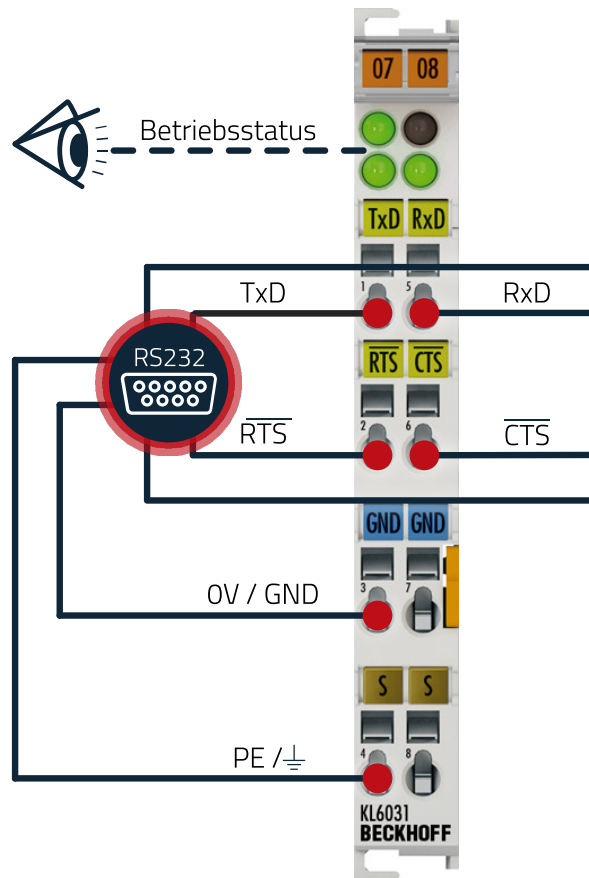 07 08
Betriebsstatus
TxD RxD
TxD
1 5
RxD
RS232
RTS CTS
2 6
RTS
CTS
GND GND
3 7
0V / GND
S S
4 8
PE /⏚
KL6031
BECKHOFF